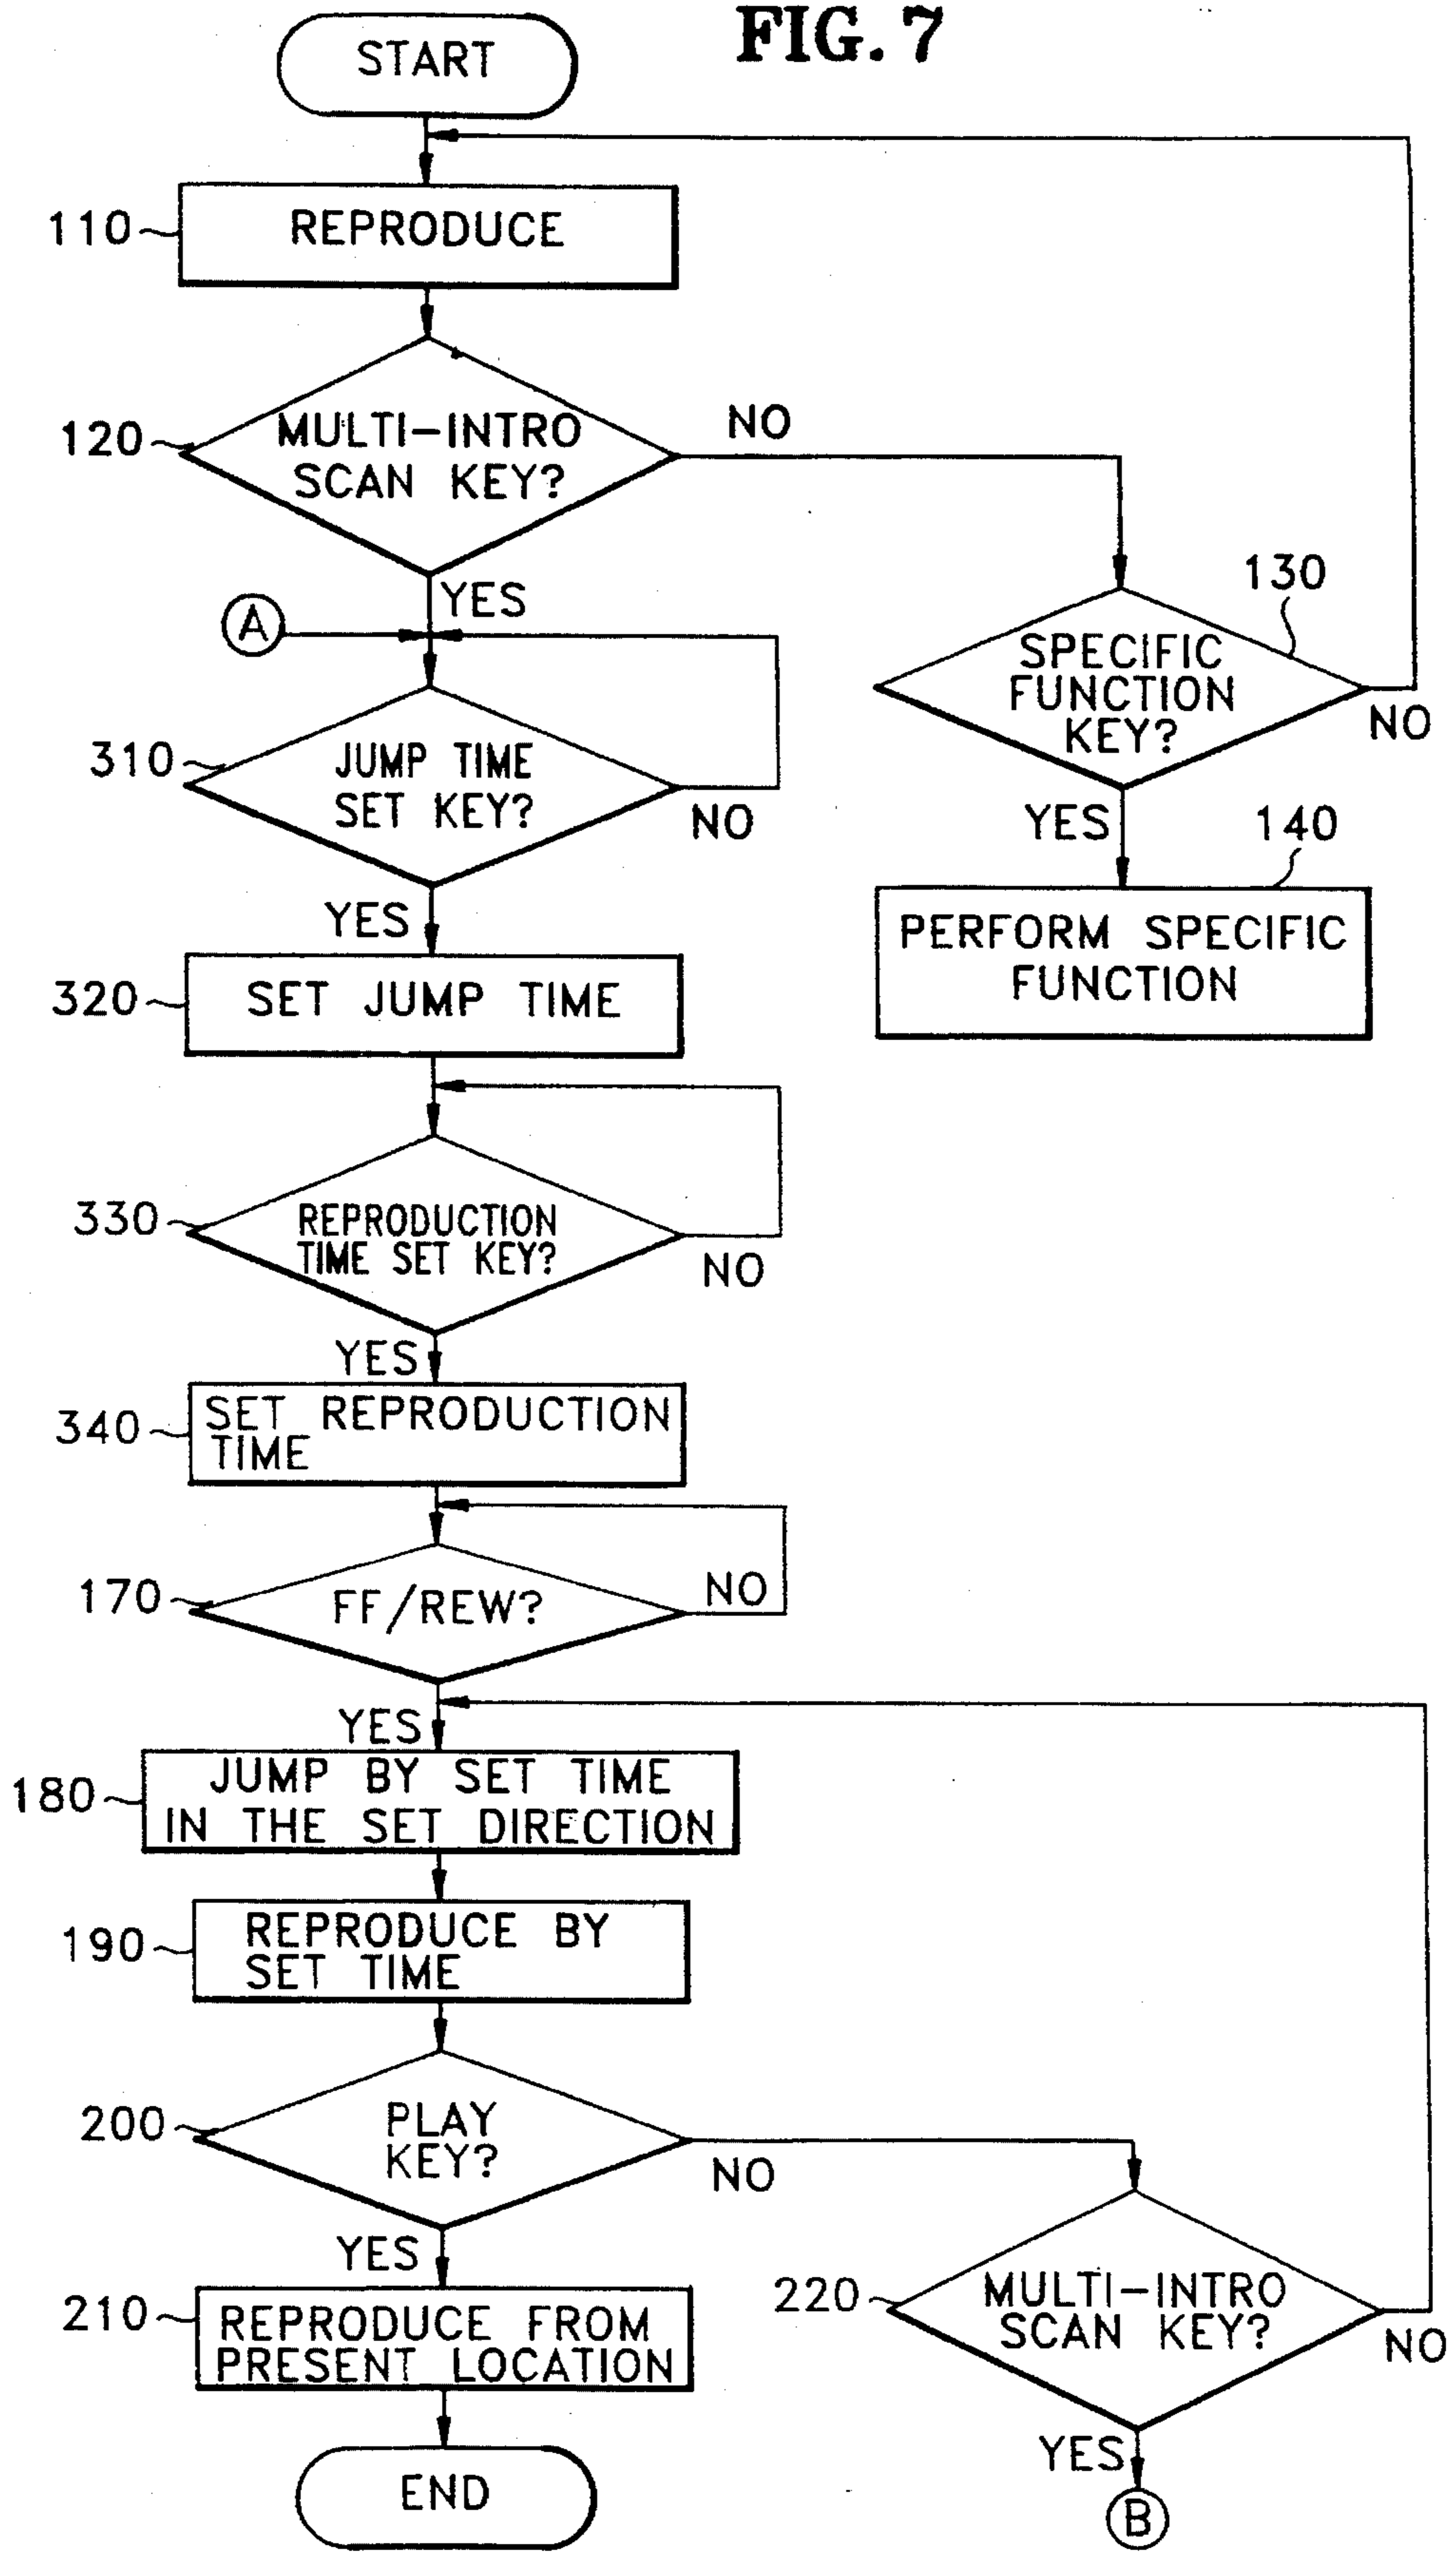 FIG. 7
START
110
REPRODUCE
120
MULTI-INTRO
SCAN KEY?
NO
YES
A
130
SPECIFIC
FUNCTION
KEY?
NO
310
JUMP TIME
SET KEY?
NO
YES
140
PERFORM SPECIFIC
FUNCTION
YES
320
SET JUMP TIME
330
REPRODUCTION
TIME SET KEY?
NO
YES
340
SET REPRODUCTION
TIME
170
FF/REW?
NO
YES
180
JUMP BY SET TIME
IN THE SET DIRECTION
190
REPRODUCE BY
SET TIME
200
PLAY
KEY?
NO
YES
220
MULTI-INTRO
SCAN KEY?
NO
210
REPRODUCE FROM
PRESENT LOCATION
YES
END
B